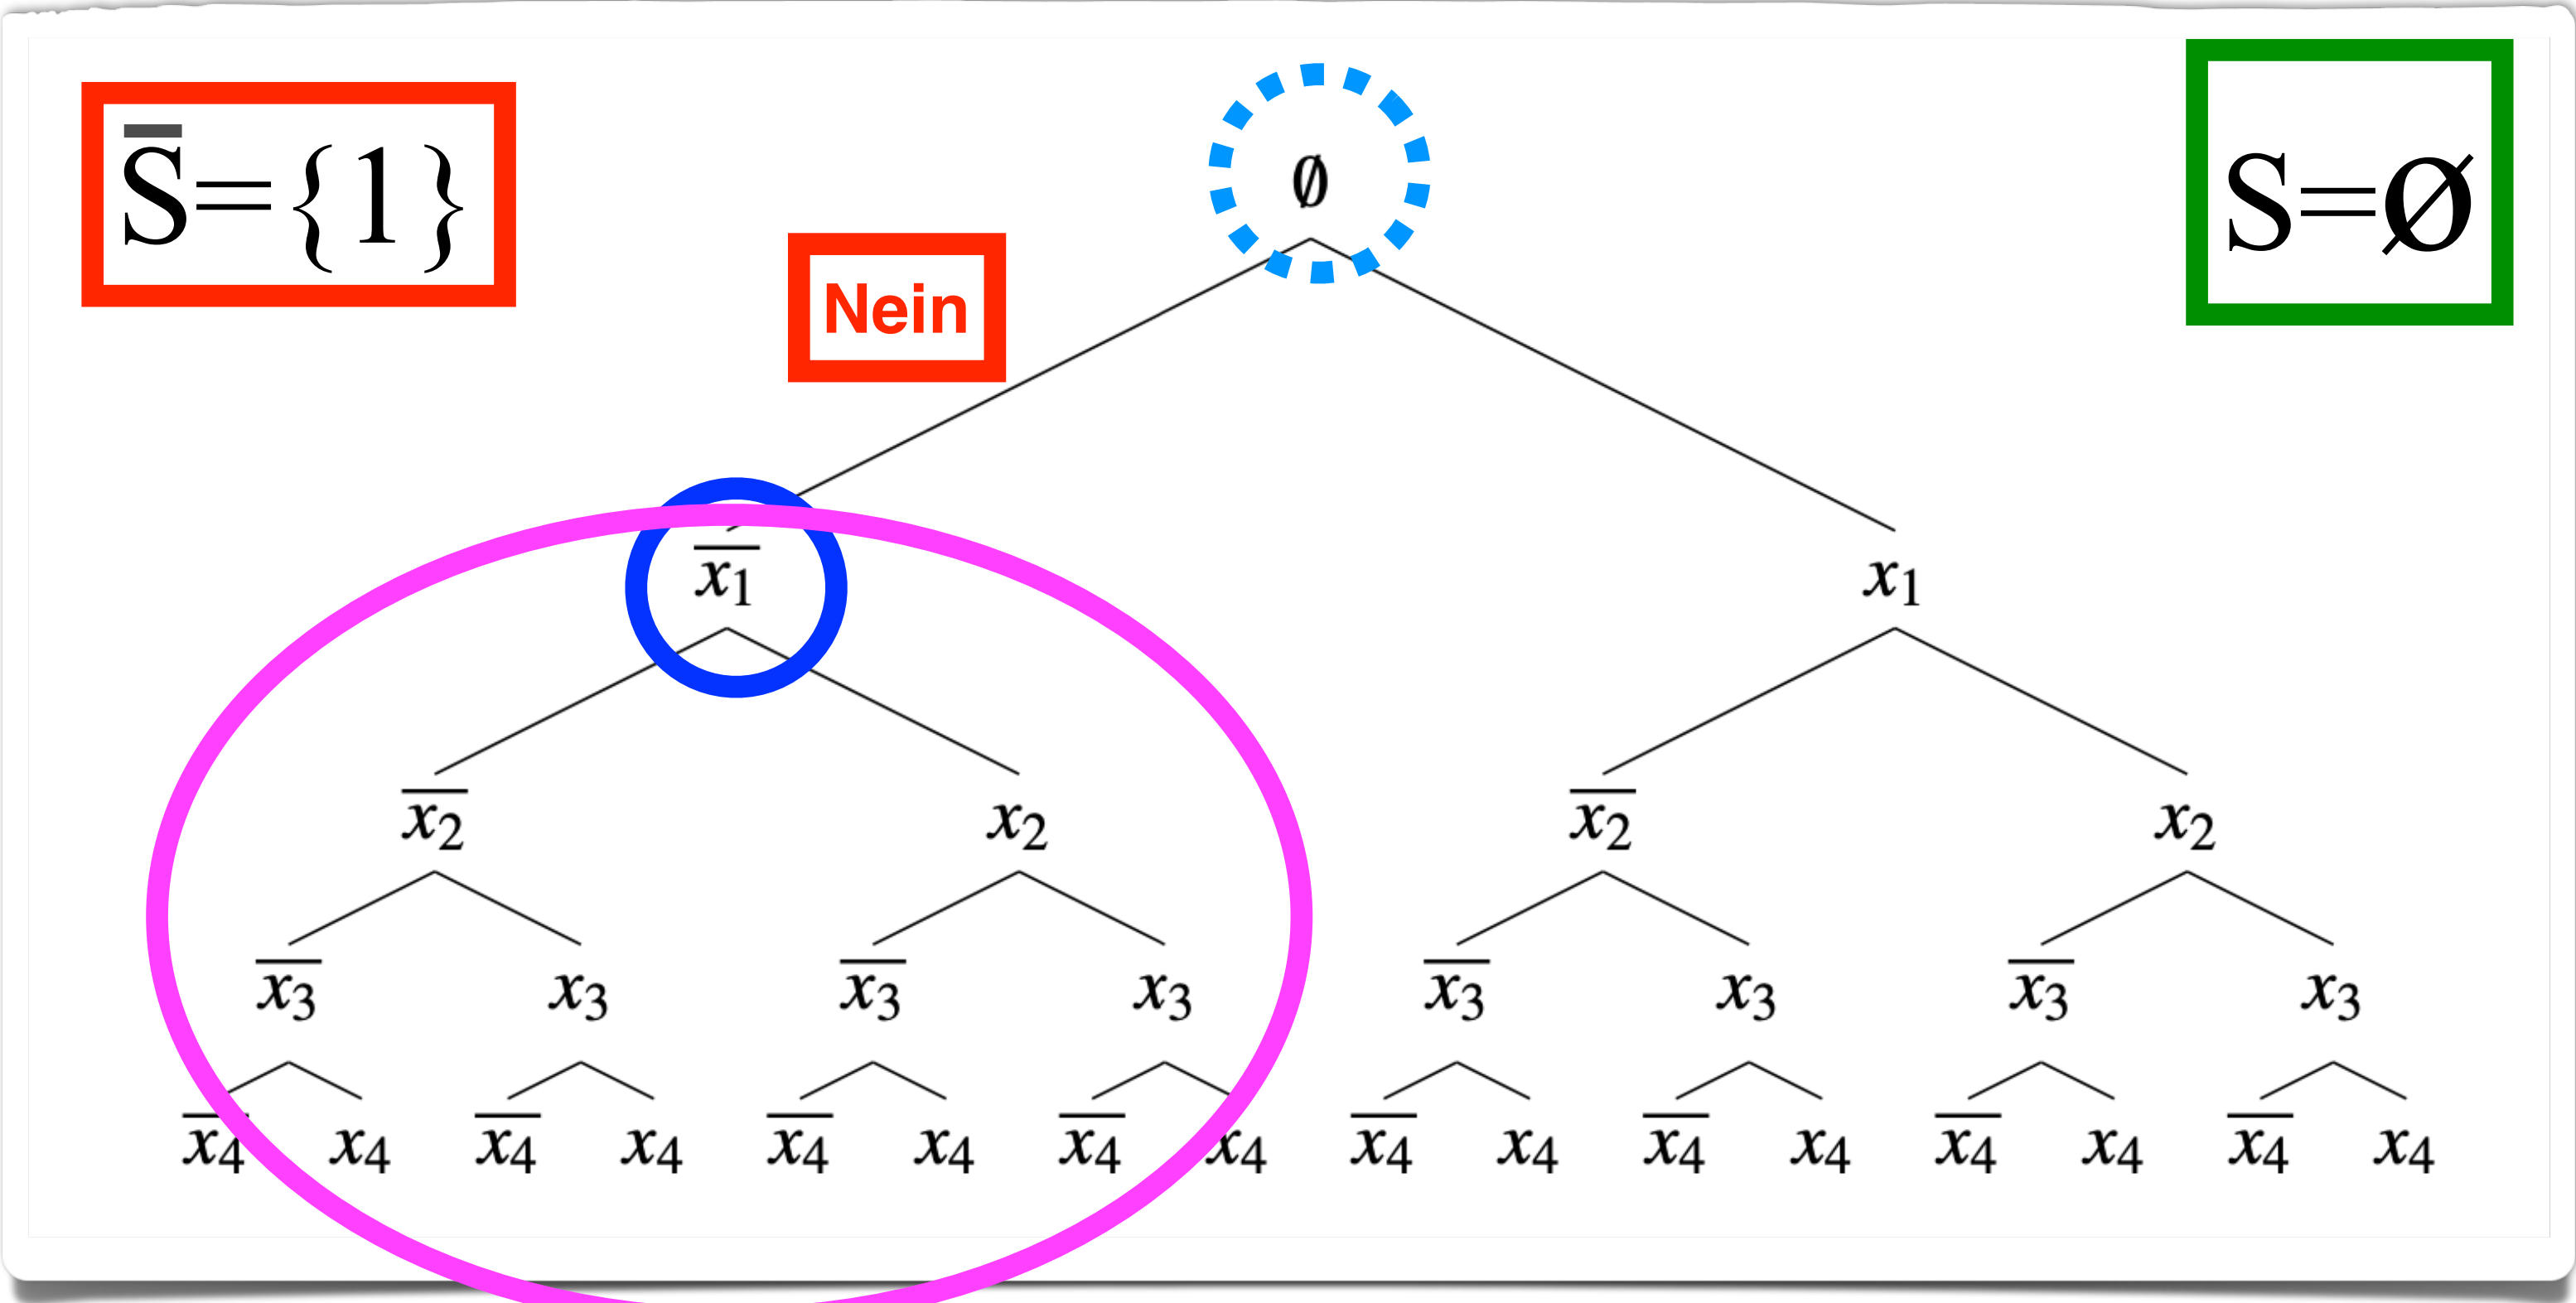 S̅={1}
∅
S=Ø
Nein
x̅₁ x₁
x̅₂ x₂ x̅₂ x₂
x̅₃ x₃ x̅₃ x₃ x̅₃ x₃ x̅₃ x₃
x̅₄ x₄ x̅₄ x₄ x̅₄ x₄ x̅₄ x₄ x̅₄ x₄ x̅₄ x₄ x̅₄ x₄ x̅₄ x₄